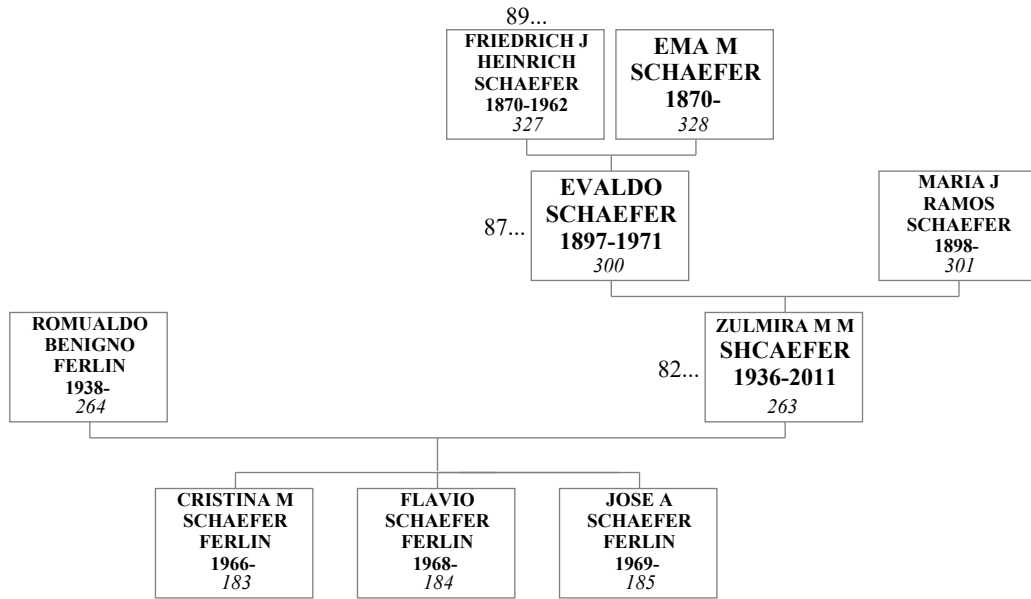 89...
FRIEDRICH J
HEINRICH
SCHAEFER
1870-1962
327
EMA M
SCHAEFER
1870-
328
87...
EVALDO
SCHAEFER
1897-1971
300
MARIA J
RAMOS
SCHAEFER
1898-
301
ROMUALDO
BENIGNO
FERLIN
1938-
264
82...
ZULMIRA M M
SHCAEFER
1936-2011
263
CRISTINA M
SCHAEFER
FERLIN
1966-
183
FLAVIO
SCHAEFER
FERLIN
1968-
184
JOSE A
SCHAEFER
FERLIN
1969-
185